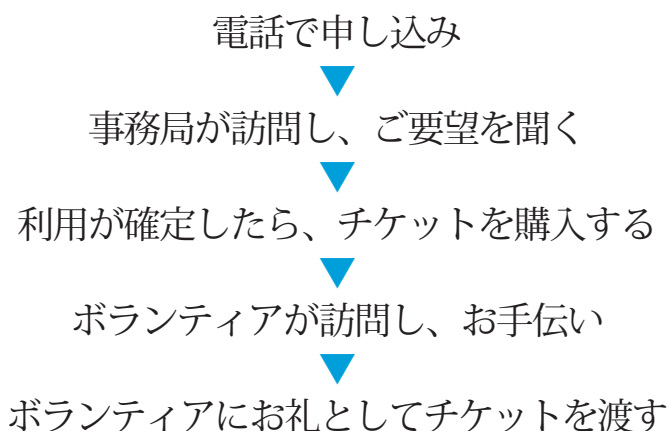 電話で申し込み
事務局が訪問し、ご要望を聞く
利用が確定したら、チケットを購入する
ボランティアが訪問し、お手伝い
ボランティアにお礼としてチケットを渡す